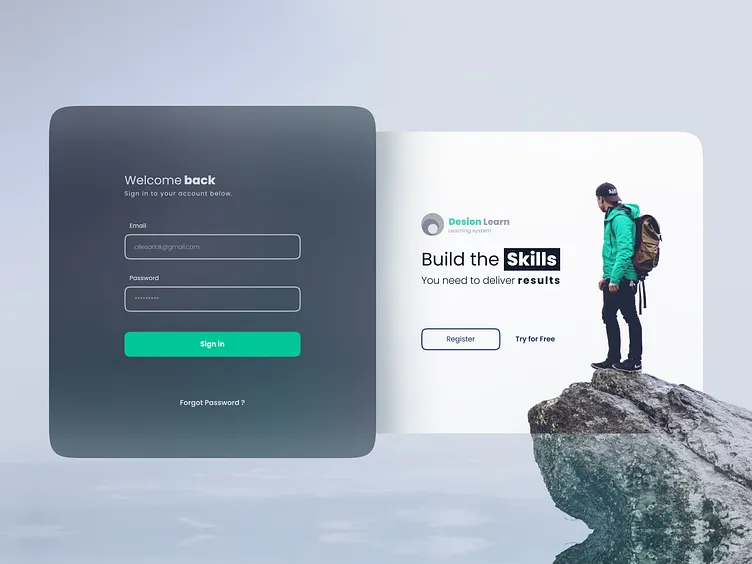 Welcome back
Sign in to your account below.
Email
aliesarlak@gmail.com
Password
*********
Sign in
Forgot Password ?
Desion Learn
Learning system
Build the Skills
You need to deliver results
Register
Try for Free